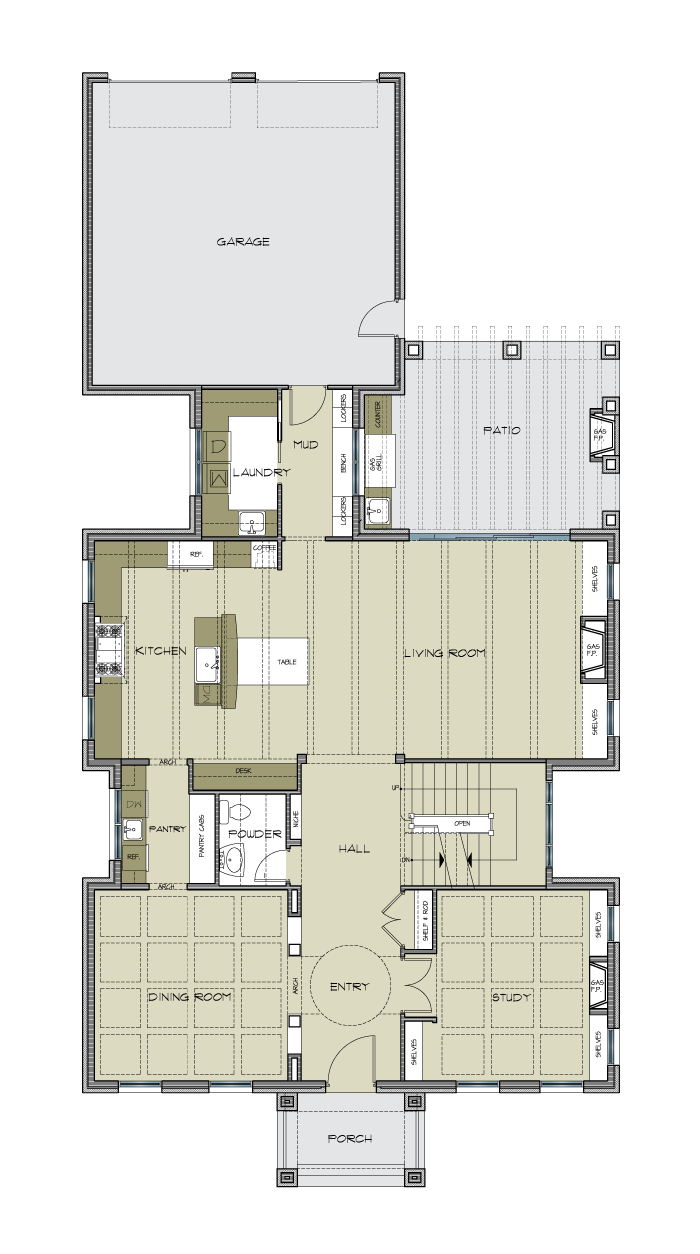 GARAGE
LOCKERS
COUNTER
PATIO
GAS
F.P.
MUD
D
LAUNDRY
BENCH
GAS
GRILL
W
LOCKERS
REF.
COFFEE
SHELVES
KITCHEN
TABLE
LIVING ROOM
GAS
F.P.
SHELVES
ARCH
DESK
UP
D.W.
PANTRY
PANTRY CABS
POWDER
NICHE
OPEN
HALL
REF.
DN
ARCH
SHELF & ROD
SHELVES
DINING ROOM
ARCH
ENTRY
STUDY
GAS
F.P.
SHELVES
SHELVES
PORCH